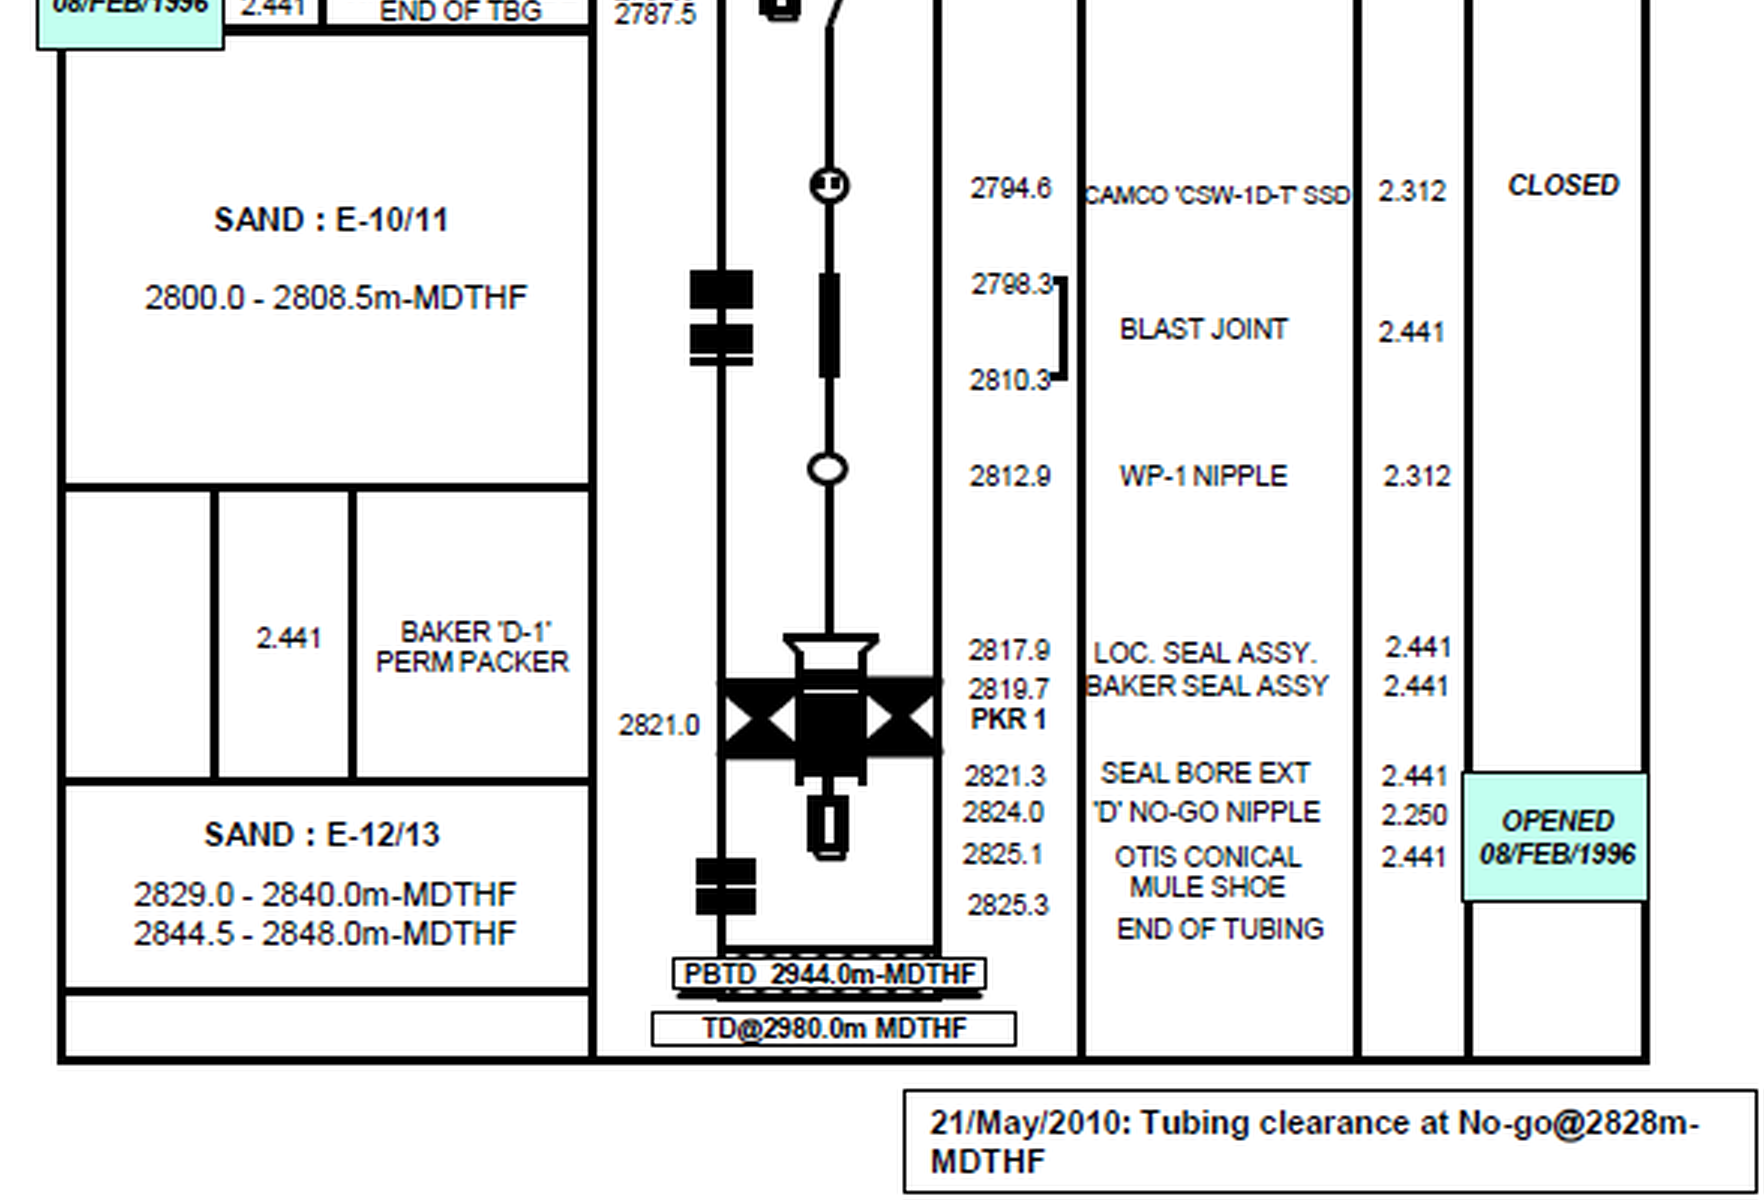 08/FEB/1996
2.441
END OF TBG
2787.5
SAND : E-10/11
2800.0 - 2808.5m-MDTHF
2794.6 CAMCO 'CSW-1D-T' SSD 2.312 CLOSED
2798.3
BLAST JOINT 2.441
2810.3
2812.9 WP-1 NIPPLE 2.312
2.441
BAKER 'D-1'
PERM PACKER
2821.0
2817.9 LOC. SEAL ASSY. 2.441
2819.7 BAKER SEAL ASSY 2.441
PKR 1
2821.3 SEAL BORE EXT 2.441
2824.0 'D' NO-GO NIPPLE 2.250
2825.1 OTIS CONICAL 2.441
MULE SHOE
2825.3
END OF TUBING
OPENED
08/FEB/1996
SAND : E-12/13
2829.0 - 2840.0m-MDTHF
2844.5 - 2848.0m-MDTHF
PBTD 2944.0m-MDTHF
TD@2980.0m MDTHF
21/May/2010: Tubing clearance at No-go@2828m-
MDTHF